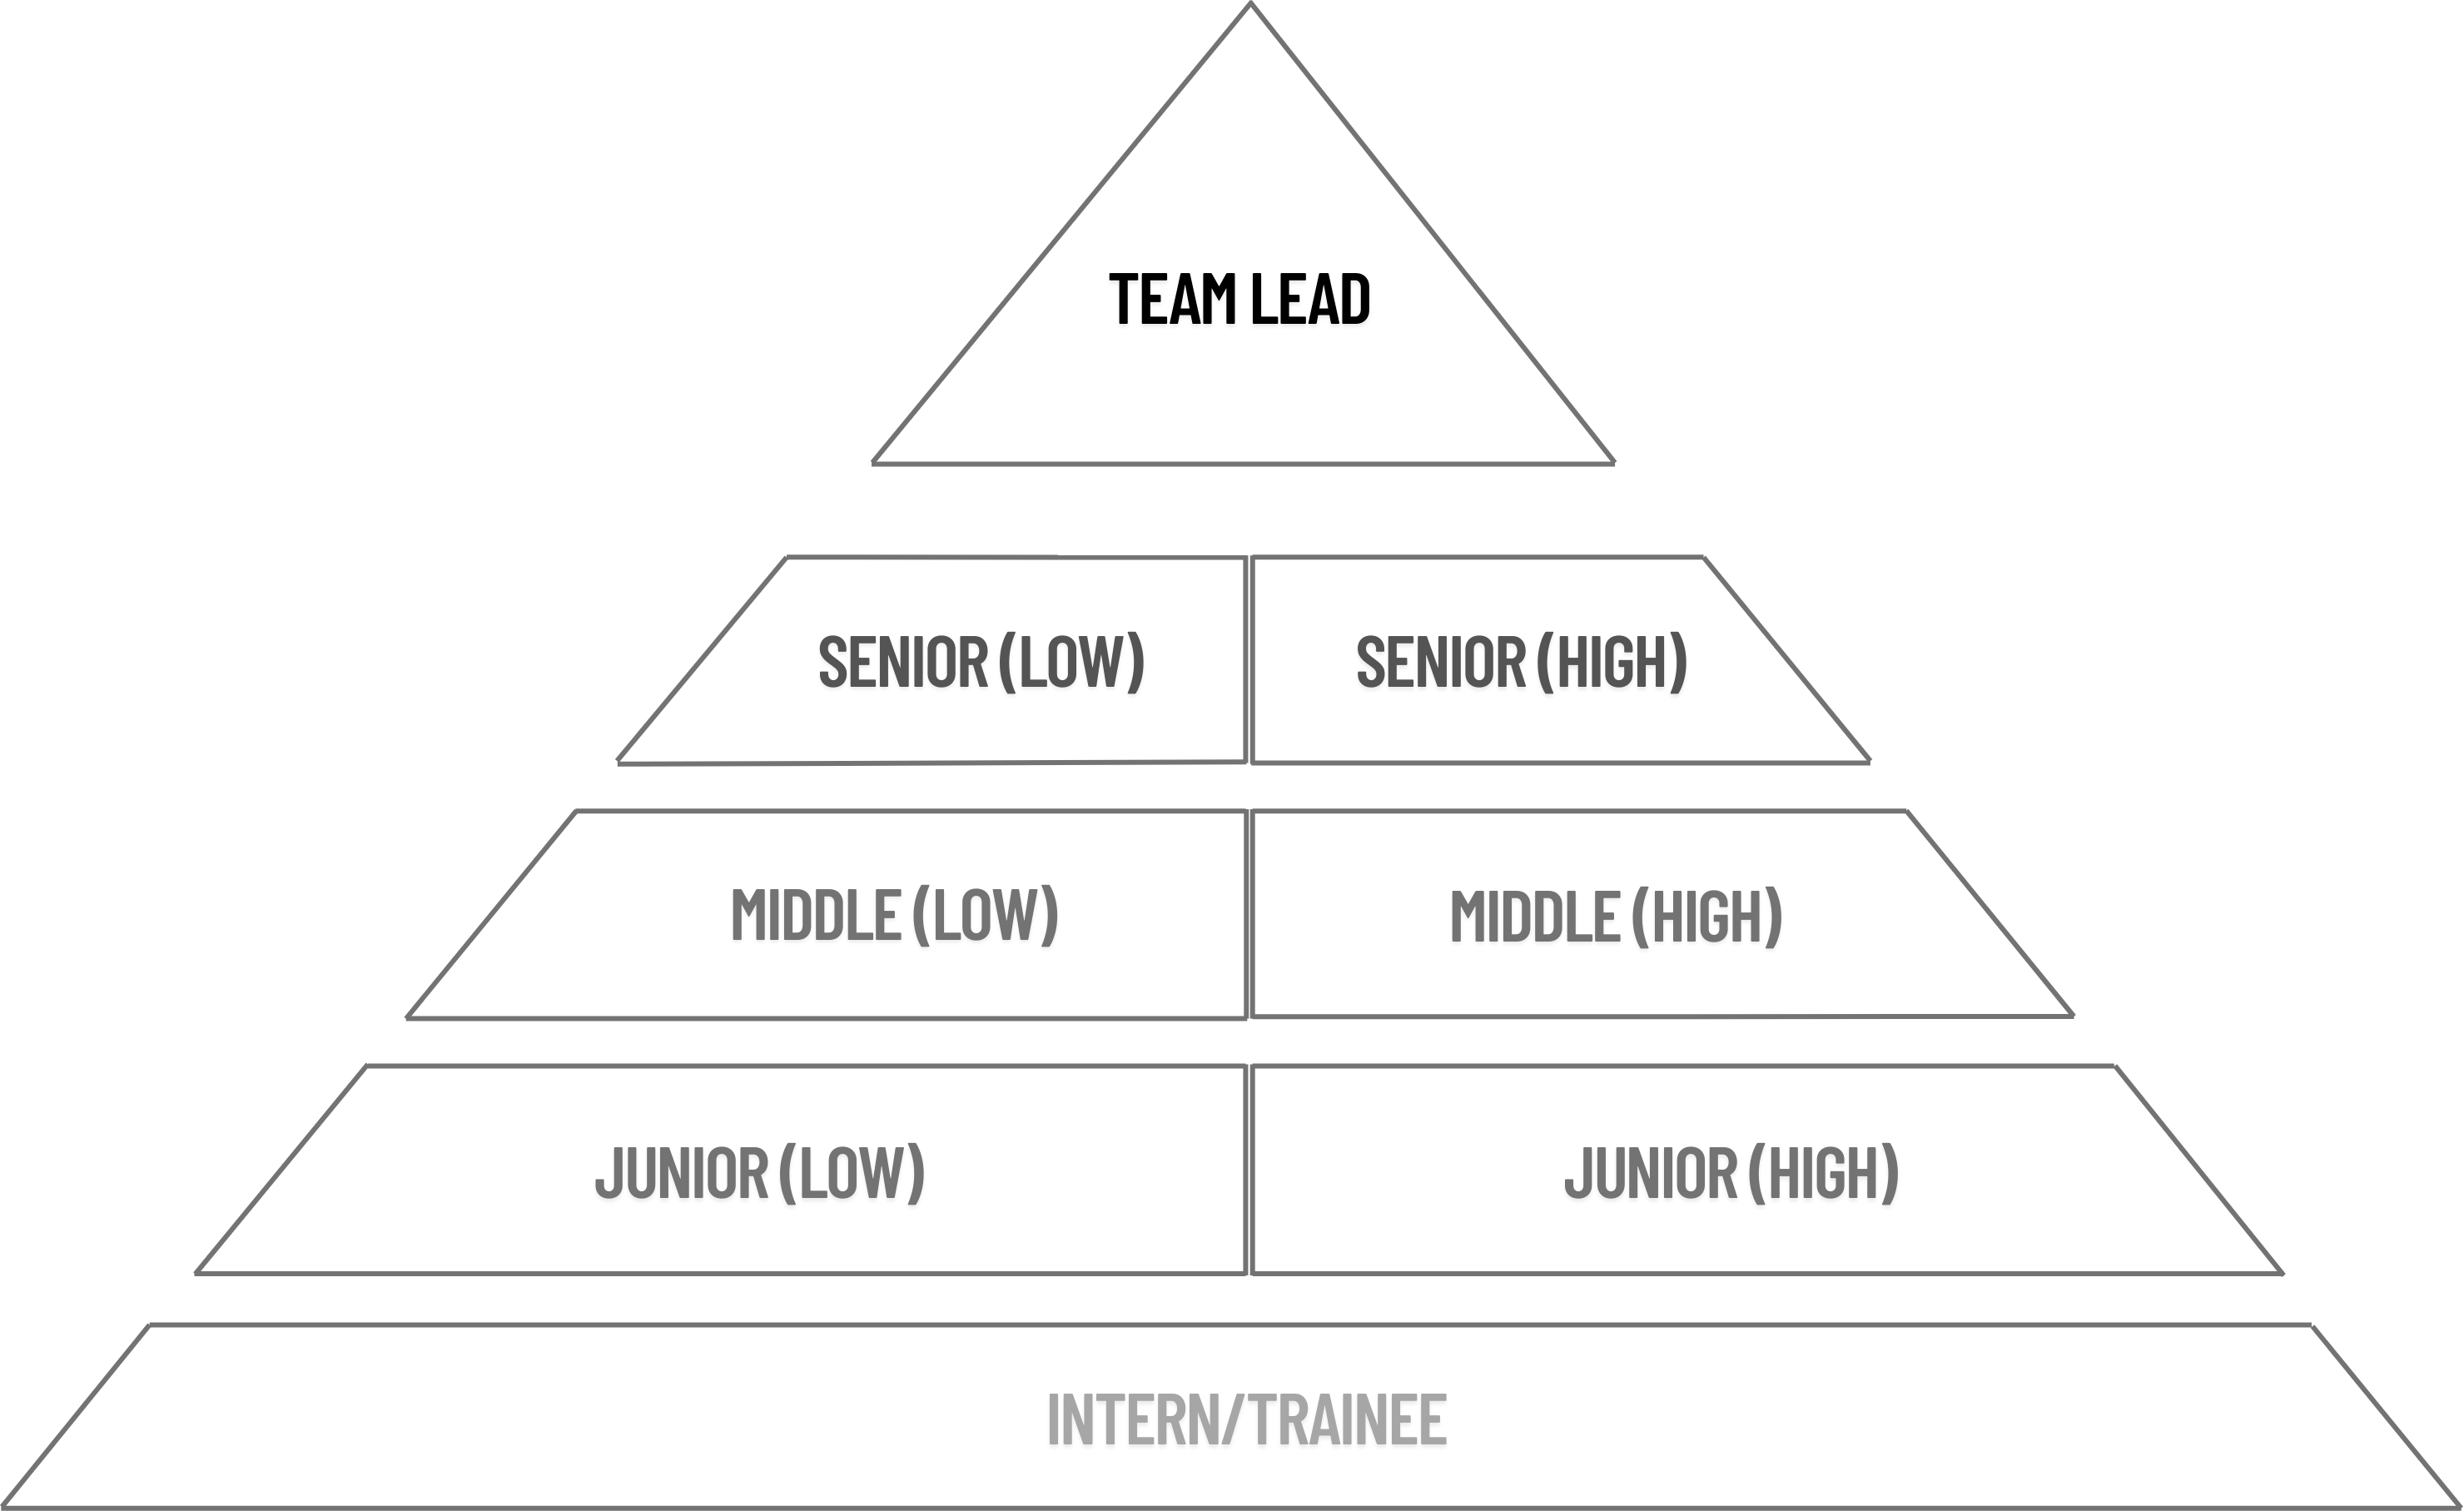 TEAM LEAD
SENIOR (LOW)
SENIOR (HIGH)
MIDDLE (LOW)
MIDDLE (HIGH)
JUNIOR (LOW)
JUNIOR (HIGH)
INTERN/TRAINEE